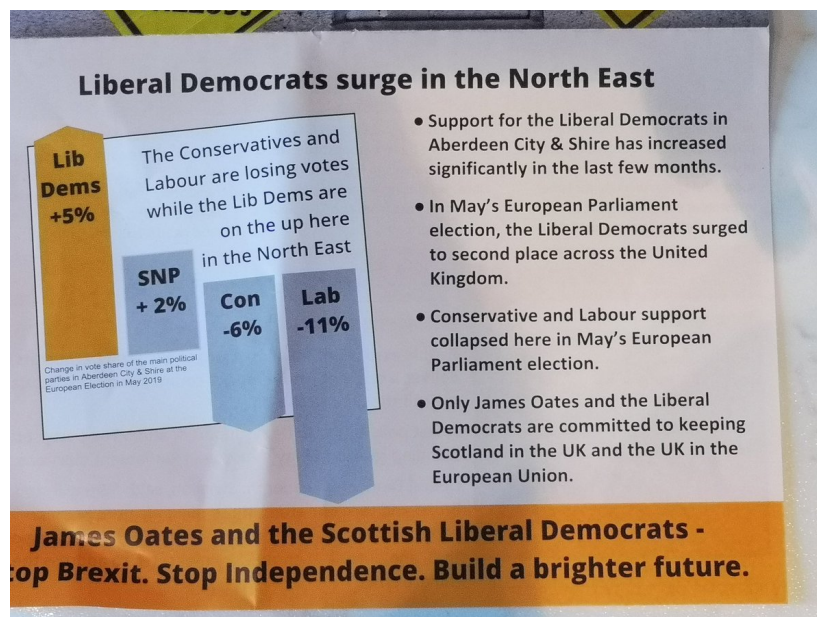 Liberal Democrats surge in the North East
Lib
Dems
+5%
The Conservatives and
Labour are losing votes
while the Lib Dems are
on the up here
in the North East
SNP
+ 2%
Con
-6%
Lab
-11%
Change in vote share of the main political
parties in Aberdeen City & Shire at the
European Election in May 2019
• Support for the Liberal Democrats in
Aberdeen City & Shire has increased
significantly in the last few months.
• In May's European Parliament
election, the Liberal Democrats surged
to second place across the United
Kingdom.
• Conservative and Labour support
collapsed here in May's European
Parliament election.
• Only James Oates and the Liberal
Democrats are committed to keeping
Scotland in the UK and the UK in the
European Union.
James Oates and the Scottish Liberal Democrats -
top Brexit. Stop Independence. Build a brighter future.